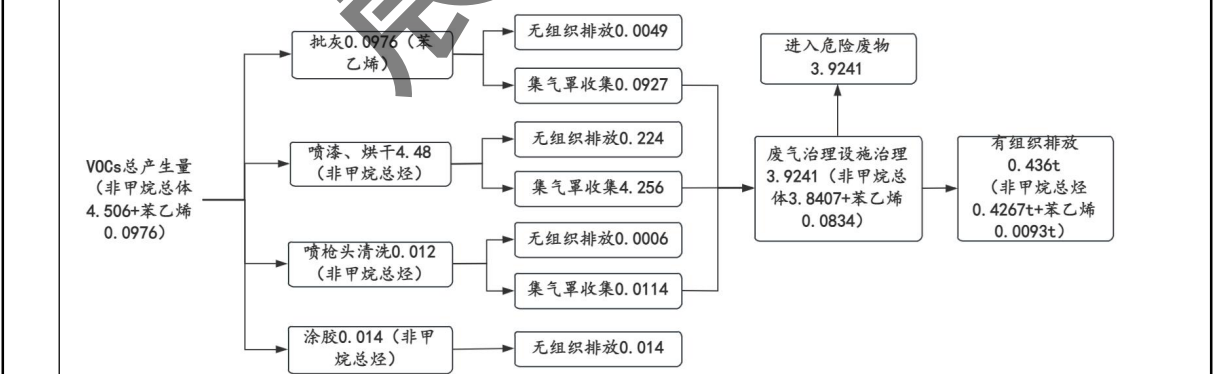 VOCs总产生量
（非甲烷总体
4.506+苯乙烯
0.0976）
批灰0.0976（苯
乙烯）
无组织排放0.0049
集气罩收集0.0927
喷漆、烘干4.48
（非甲烷总烃）
无组织排放0.224
集气罩收集4.256
喷枪头清洗0.012
（非甲烷总烃）
无组织排放0.0006
集气罩收集0.0114
涂胶0.014（非甲
烷总烃）
无组织排放0.014
进入危险废物
3.9241
废气治理设施治理
3.9241（非甲烷总
体3.8407+苯乙烯
0.0834）
有组织排放
0.436t
（非甲烷总烃
0.4267t+苯乙烯
0.0093t）